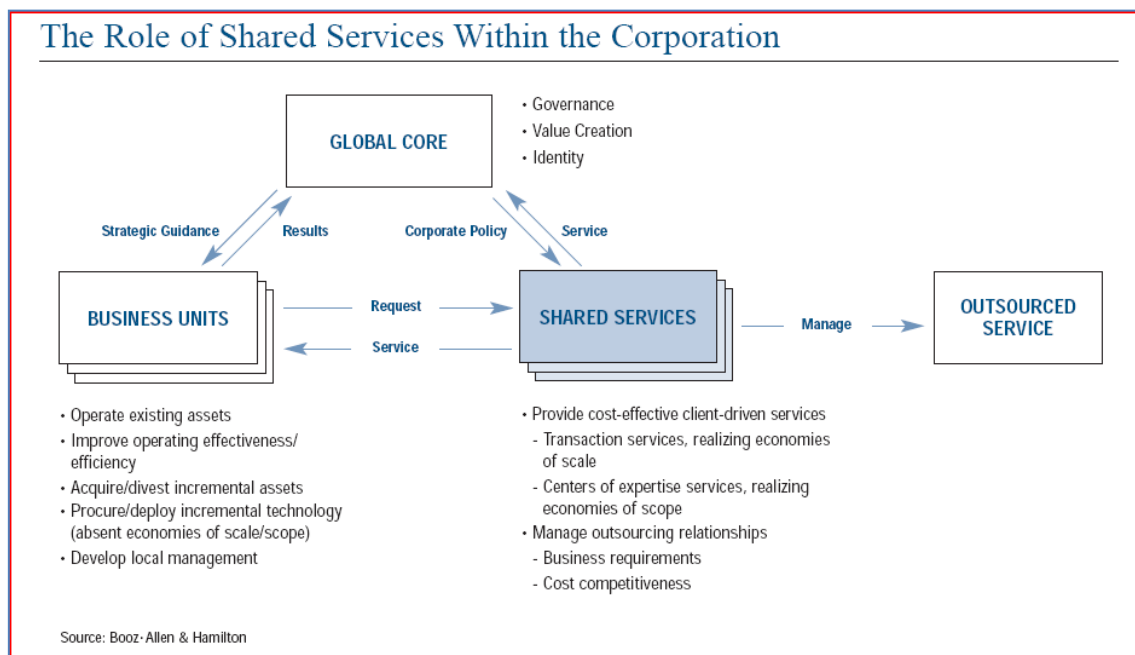 The Role of Shared Services Within the Corporation
GLOBAL CORE
• Governance
• Value Creation
• Identity
Strategic Guidance
Results
Corporate Policy
Service
BUSINESS UNITS
Request
Service
SHARED SERVICES
Manage
OUTSOURCED
SERVICE
• Operate existing assets
• Improve operating effectiveness/
efficiency
• Acquire/divest incremental assets
• Procure/deploy incremental technology
(absent economies of scale/scope)
• Develop local management
• Provide cost-effective client-driven services
- Transaction services, realizing economies
of scale
- Centers of expertise services, realizing
economies of scope
• Manage outsourcing relationships
- Business requirements
- Cost competitiveness
Source: Booz·Allen & Hamilton